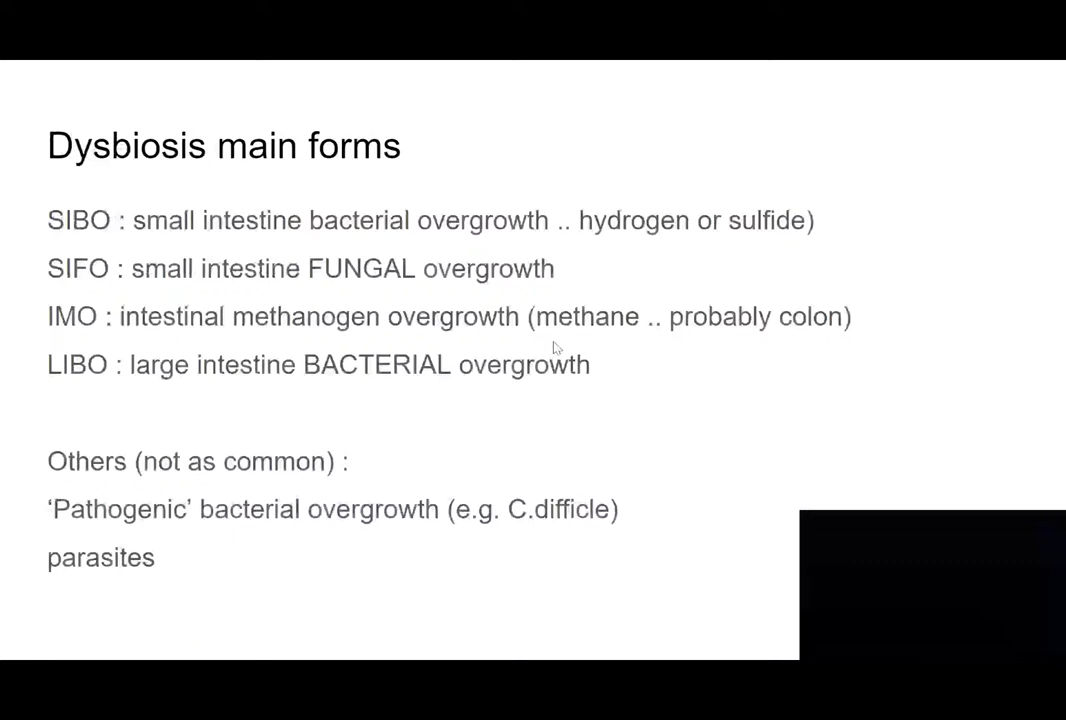 Dysbiosis main forms
SIBO : small intestine bacterial overgrowth .. hydrogen or sulfide)
SIFO : small intestine FUNGAL overgrowth
IMO : intestinal methanogen overgrowth (methane .. probably colon)
LIBO : large intestine BACTERIAL overgrowth
Others (not as common) :
‘Pathogenic’ bacterial overgrowth (e.g. C.difficle)
parasites